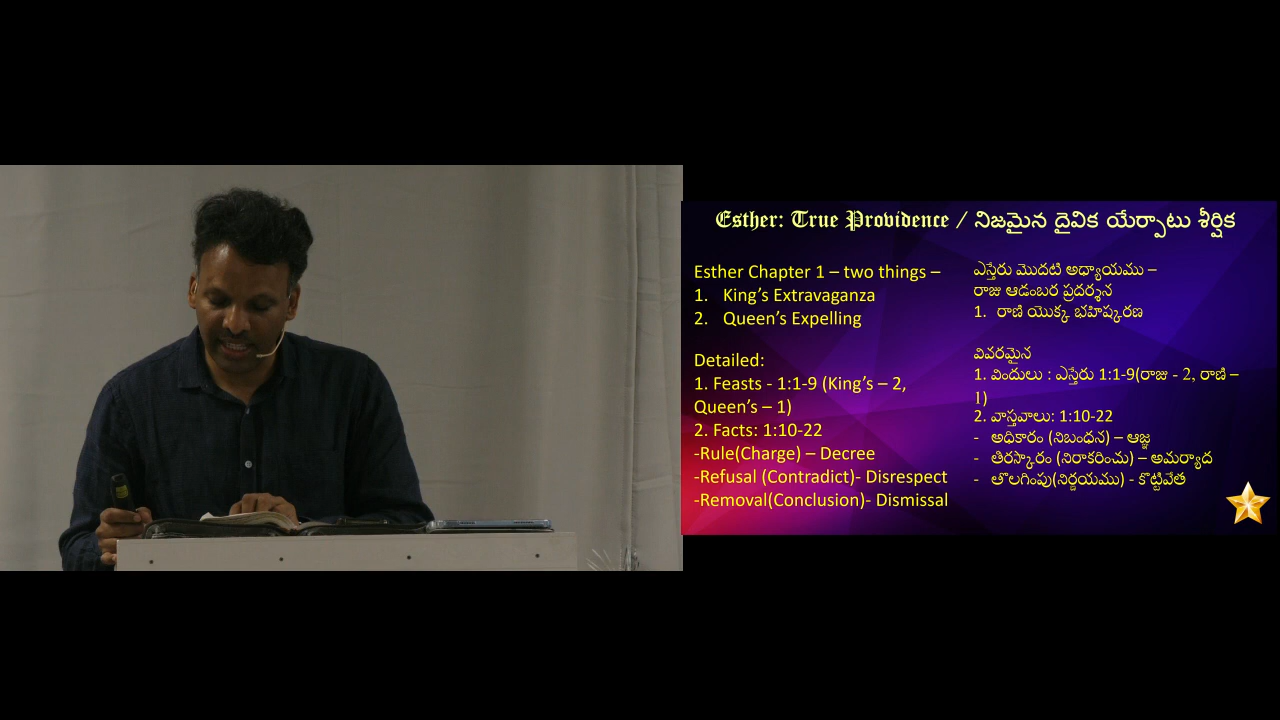 Esther: True Providence / నిజమైన దైవిక యేర్పాటు శీర్షిక
Esther Chapter 1 – two things –
1. King's Extravaganza
2. Queen's Expelling
Detailed:
1. Feasts - 1:1-9 (King's – 2,
Queen's – 1)
2. Facts: 1:10-22
-Rule(Charge) – Decree
-Refusal (Contradict)- Disrespect
-Removal(Conclusion)- Dismissal
ఎస్తేరు మొదటి అధ్యాయము –
రాజు ఆడంబర ప్రదర్శన
1. రాణి యొక్క భహిష్కరణ
వివరమైన
1. విందులు : ఎస్తేరు 1:1-9(రాజు - 2, రాణి –
1)
2. వాస్తవాలు: 1:10-22
- అధికారం (నిబంధన) – ఆజ్ఞ
- తిరస్కారం (నిరాకరించు) – అమర్యాద
- తొలగింపు(నిర్ణయము) - కొట్టివేత